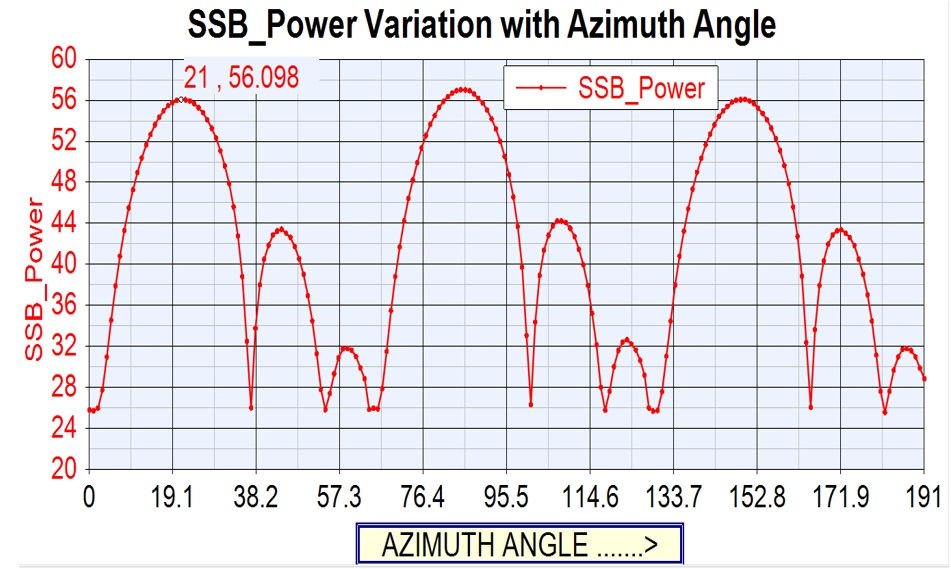 SSB_Power Variation with Azimuth Angle
60
21 , 56.098
SSB_Power
56
52
48
44
40
36
32
28
24
20
SSB_Power
0 19.1 38.2 57.3 76.4 95.5 114.6 133.7 152.8 171.9 191
AZIMUTH ANGLE .......>